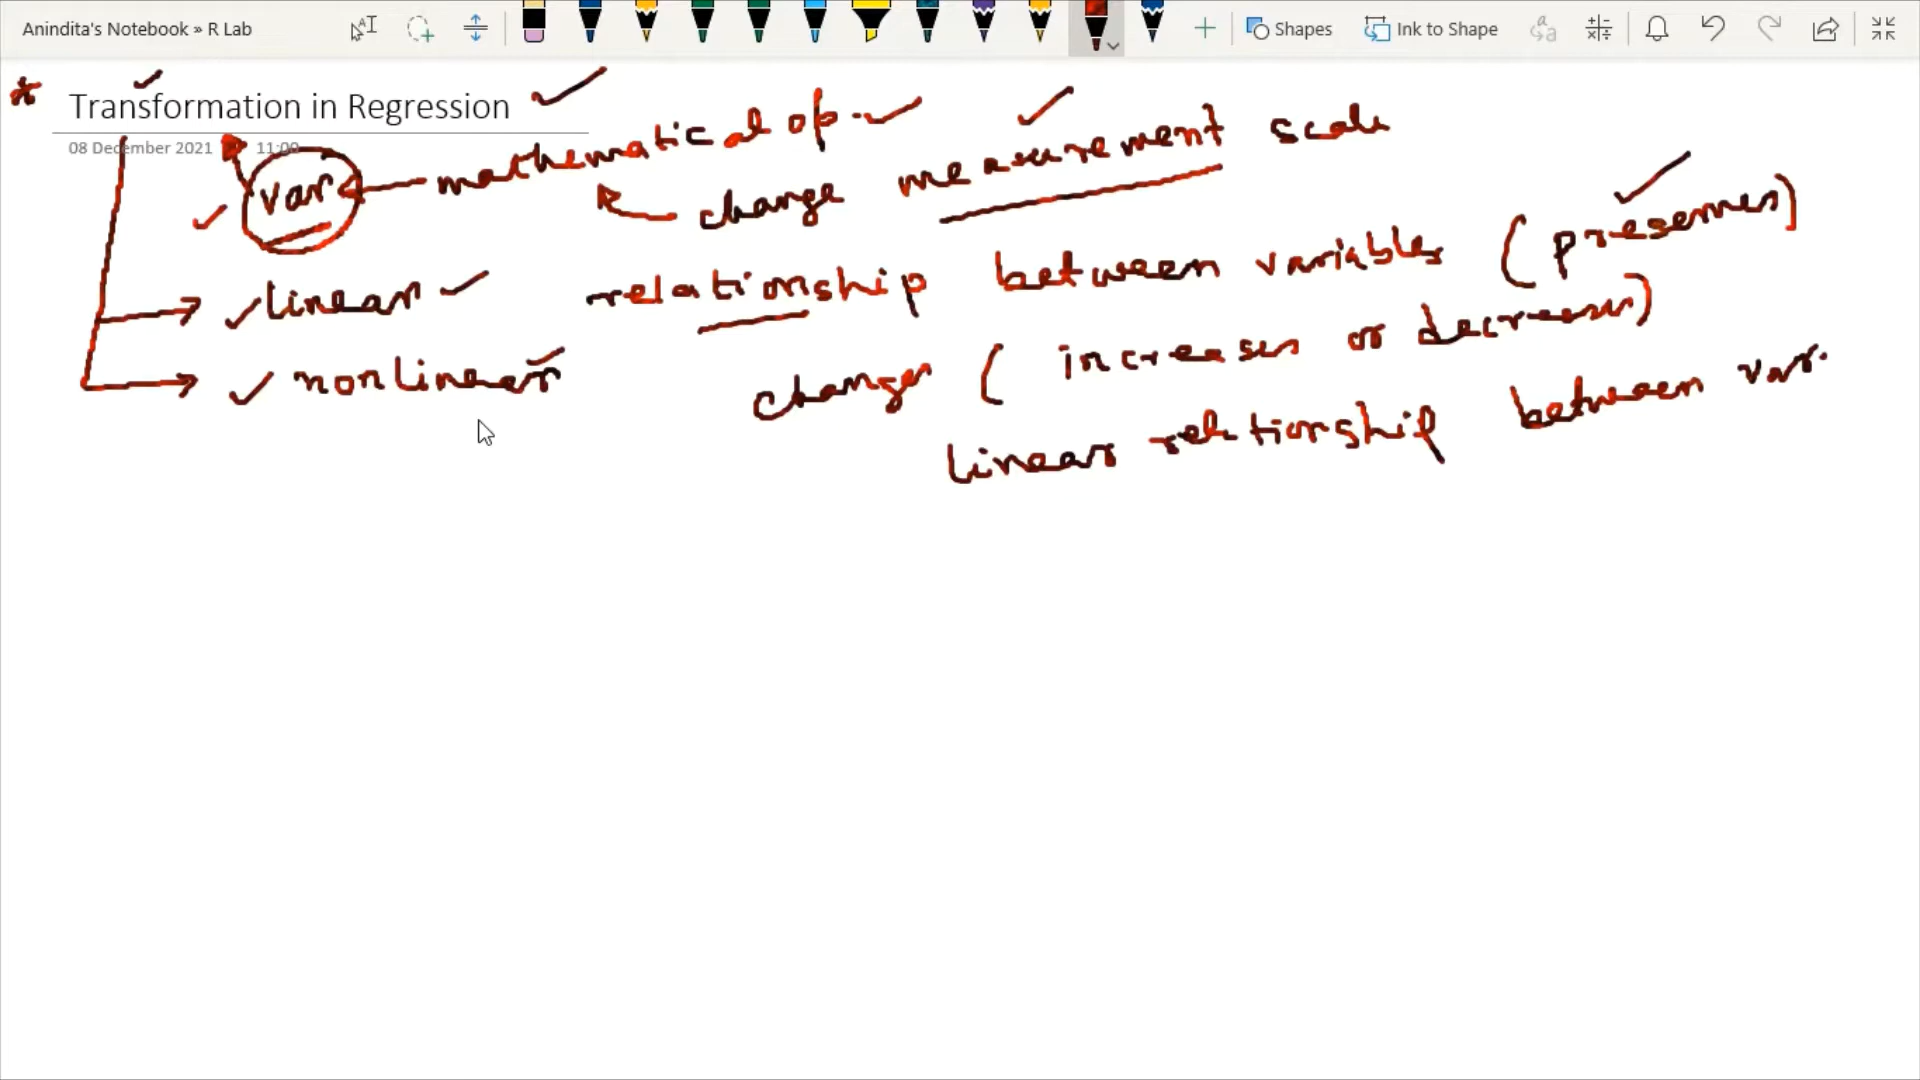 Anindita's Notebook » R Lab
Shapes
Ink to Shape
* Transformation in Regression
08 December 2021 11:00
var mathematical op.
change measurement scale
linear relationship between variables (preserves)
nonlinear changes (increases or decreases)
linear relationship between var.